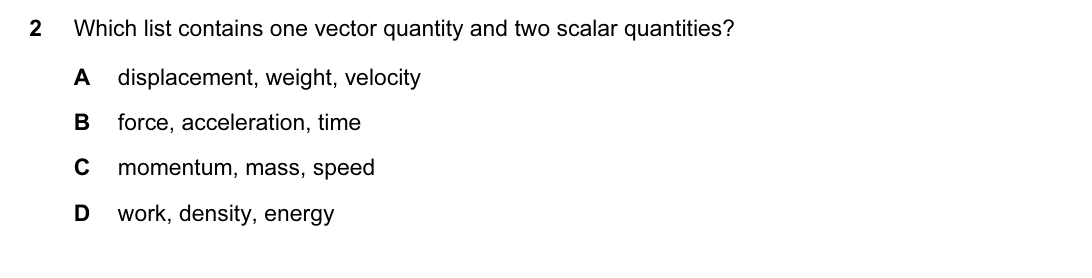 2 Which list contains one vector quantity and two scalar quantities?
A displacement, weight, velocity
B force, acceleration, time
C momentum, mass, speed
D work, density, energy